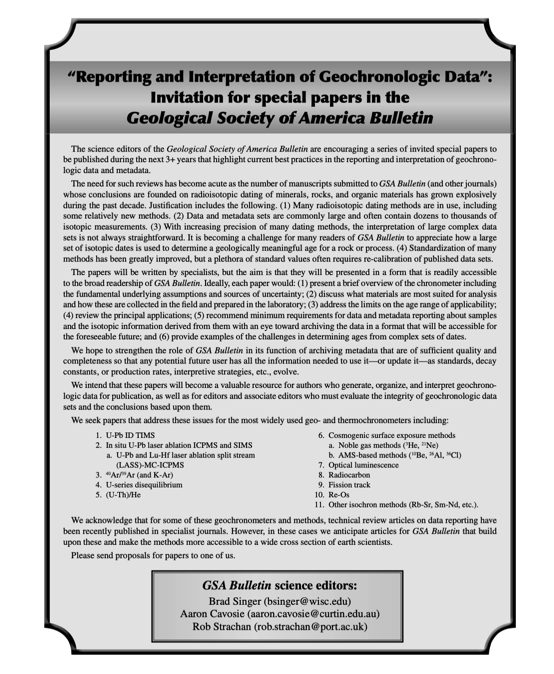 “Reporting and Interpretation of Geochronologic Data”:
Invitation for special papers in the
Geological Society of America Bulletin
The science editors of the Geological Society of America Bulletin are encouraging a series of invited special papers to
be published during the next 3+ years that highlight current best practices in the reporting and interpretation of geochrono-
logic data and metadata.
The need for such reviews has become acute as the number of manuscripts submitted to GSA Bulletin (and other journals)
whose conclusions are founded on radioisotopic dating of minerals, rocks, and organic materials has grown explosively
during the past decade. Justification includes the following. (1) Many radioisotopic dating methods are in use, including
some relatively new methods. (2) Data and metadata sets are commonly large and often contain dozens to thousands of
isotopic measurements. (3) With increasing precision of many dating methods, the interpretation of large complex data
sets is not always straightforward. It is becoming a challenge for many readers of GSA Bulletin to appreciate how a large
set of isotopic dates is used to determine a geologically meaningful age for a rock or process. (4) Standardization of many
methods has been greatly improved, but a plethora of standard values often requires re-calibration of published data sets.
The papers will be written by specialists, but the aim is that they will be presented in a form that is readily accessible
to the broad readership of GSA Bulletin. Ideally, each paper would: (1) present a brief overview of the chronometer including
the fundamental underlying assumptions and sources of uncertainty; (2) discuss what materials are most suited for analysis
and how these are collected in the field and prepared in the laboratory; (3) address the limits on the age range of applicability;
(4) review the principal applications; (5) recommend minimum requirements for data and metadata reporting about samples
and the isotopic information derived from them with an eye toward archiving the data in a format that will be accessible for
the foreseeable future; and (6) provide examples of the challenges in determining ages from complex sets of dates.
We hope to strengthen the role of GSA Bulletin in its function of archiving metadata that are of sufficient quality and
completeness so that any potential future user has all the information needed to use it—or update it—as standards, decay
constants, or production rates, interpretive strategies, etc., evolve.
We intend that these papers will become a valuable resource for authors who generate, organize, and interpret geochrono-
logic data for publication, as well as for editors and associate editors who must evaluate the integrity of geochronologic data
sets and the conclusions based upon them.
We seek papers that address these issues for the most widely used geo- and thermochronometers including:
1. U-Pb ID TIMS
2. In situ U-Pb laser ablation ICPMS and SIMS
a. U-Pb and Lu-Hf laser ablation split stream
(LASS)-MC-ICPMS
3. ⁴⁰Ar/³⁹Ar (and K-Ar)
4. U-series disequilibrium
5. (U-Th)/He
6. Cosmogenic surface exposure methods
a. Noble gas methods (³He, ²¹Ne)
b. AMS-based methods (¹⁰Be, ²⁶Al, ³⁶Cl)
7. Optical luminescence
8. Radiocarbon
9. Fission track
10. Re-Os
11. Other isochron methods (Rb-Sr, Sm-Nd, etc.).
We acknowledge that for some of these geochronometers and methods, technical review articles on data reporting have
been recently published in specialist journals. However, in these cases we anticipate articles for GSA Bulletin that build
upon these and make the methods more accessible to a wide cross section of earth scientists.
Please send proposals for papers to one of us.
GSA Bulletin science editors:
Brad Singer (bsinger@wisc.edu)
Aaron Cavosie (aaron.cavosie@curtin.edu.au)
Rob Strachan (rob.strachan@port.ac.uk)